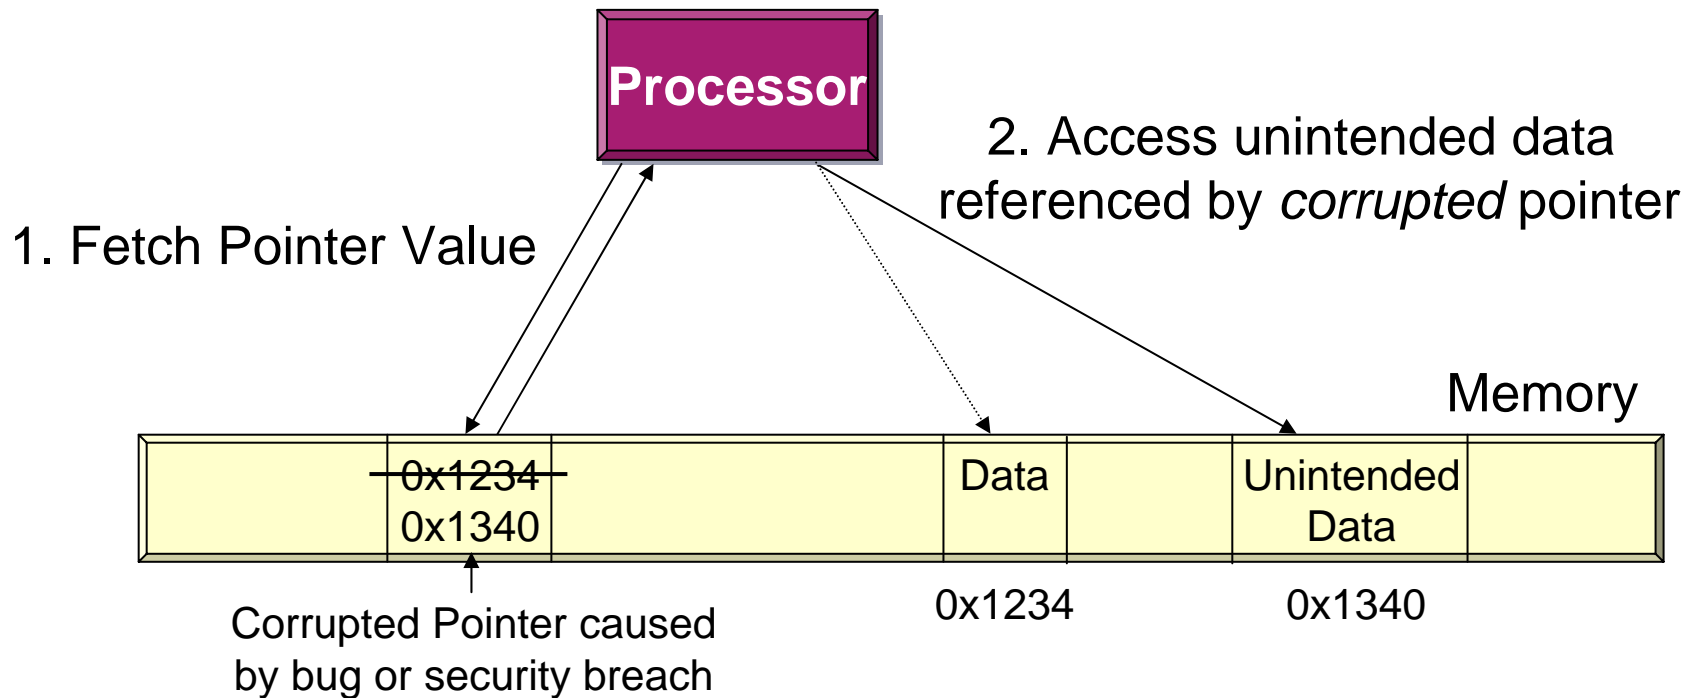 Processor
2. Access unintended data
referenced by corrupted pointer
1. Fetch Pointer Value
Memory
0x1234
0x1340
Data
Unintended
Data
0x1234
0x1340
Corrupted Pointer caused
by bug or security breach